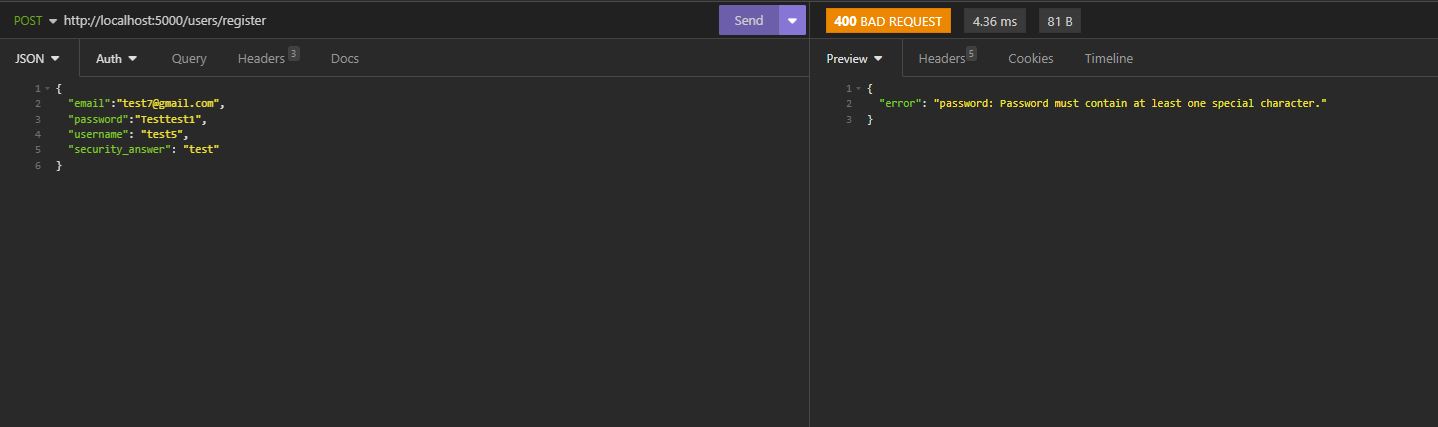 POST http://localhost:5000/users/register Send 400 BAD REQUEST 4.36 ms 81 B
JSON Auth Query Headers 3 Docs Preview Headers 5 Cookies Timeline
1 {
2 "email":"test7@gmail.com",
3 "password":"Testtest1",
4 "username": "test5",
5 "security_answer": "test"
6 }
1 {
2 "error": "password: Password must contain at least one special character."
3 }